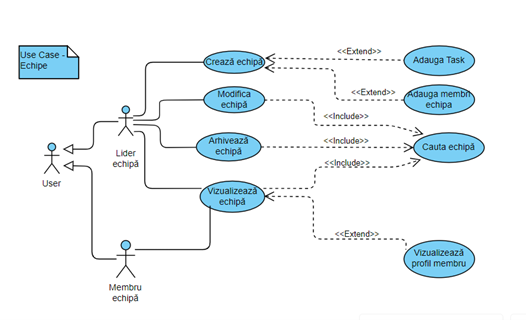 Use Case -
Echipe
<<Extend>>
Crează echipă
Adauga Task
<<Extend>>
Modifica
echipă
Adauga membri
echipa
<<Include>>
Arhivează
echipă
<<Include>>
Cauta echipă
Lider
echipă
User
<<Include>>
Vizualizează
echipă
<<Extend>>
Vizualizează
profil membru
Membru
echipă